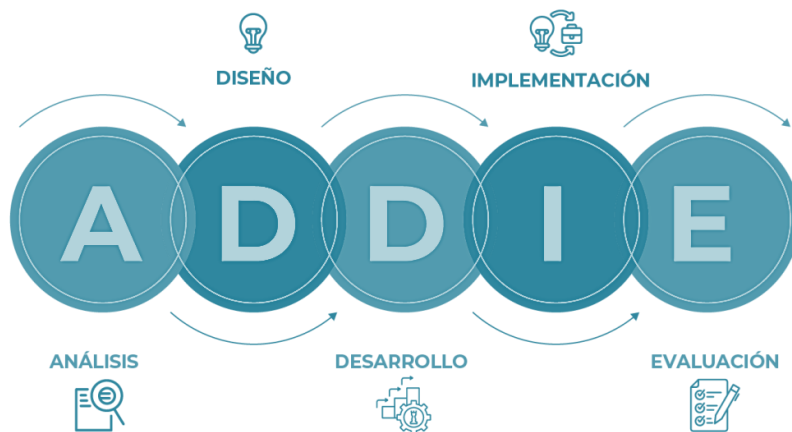 DISEÑO
IMPLEMENTACIÓN
A D D I E
ANÁLISIS
DESARROLLO
EVALUACIÓN